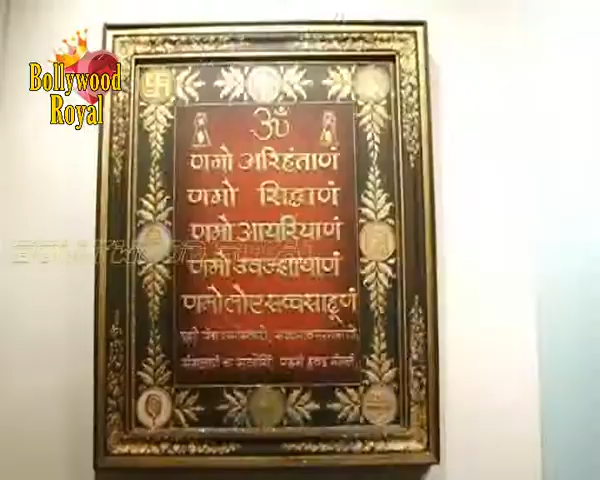 Bollywood
Royal
ॐ
णमो अरिहंताणं
णमो सिद्धाणं
णमो आयरियाणं
णमो उवज्झायाणं
णमो लोए सव्वसाहूणं